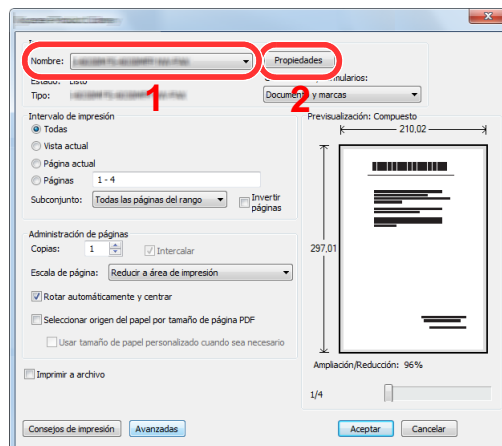 Nombre:
Propiedades
1
2
Estado: Listo
Tipo:
Documento y marcas
Intervalo de impresión
Todas
Vista actual
Página actual
Páginas 1 - 4
Subconjunto: Todas las páginas del rango
Invertir
páginas
Administración de páginas
Copias: 1
Intercalar
Escala de página: Reducir a área de impresión
Rotar automáticamente y centrar
Seleccionar origen del papel por tamaño de página PDF
Usar tamaño de papel personalizado cuando sea necesario
Imprimir a archivo
Previsualización: Compuesto
210,02
297,01
Ampliación/Reducción: 96%
1/4
Consejos de impresión
Avanzadas
Aceptar
Cancelar